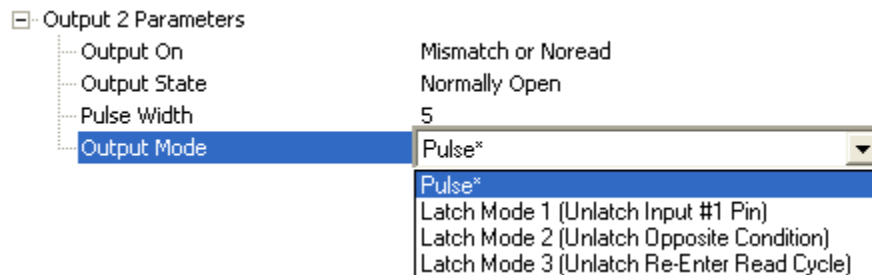 Output 2 Parameters
Output On Mismatch or Noread
Output State Normally Open
Pulse Width 5
Output Mode Pulse*
Pulse*
Latch Mode 1 (Unlatch Input #1 Pin)
Latch Mode 2 (Unlatch Opposite Condition)
Latch Mode 3 (Unlatch Re-Enter Read Cycle)